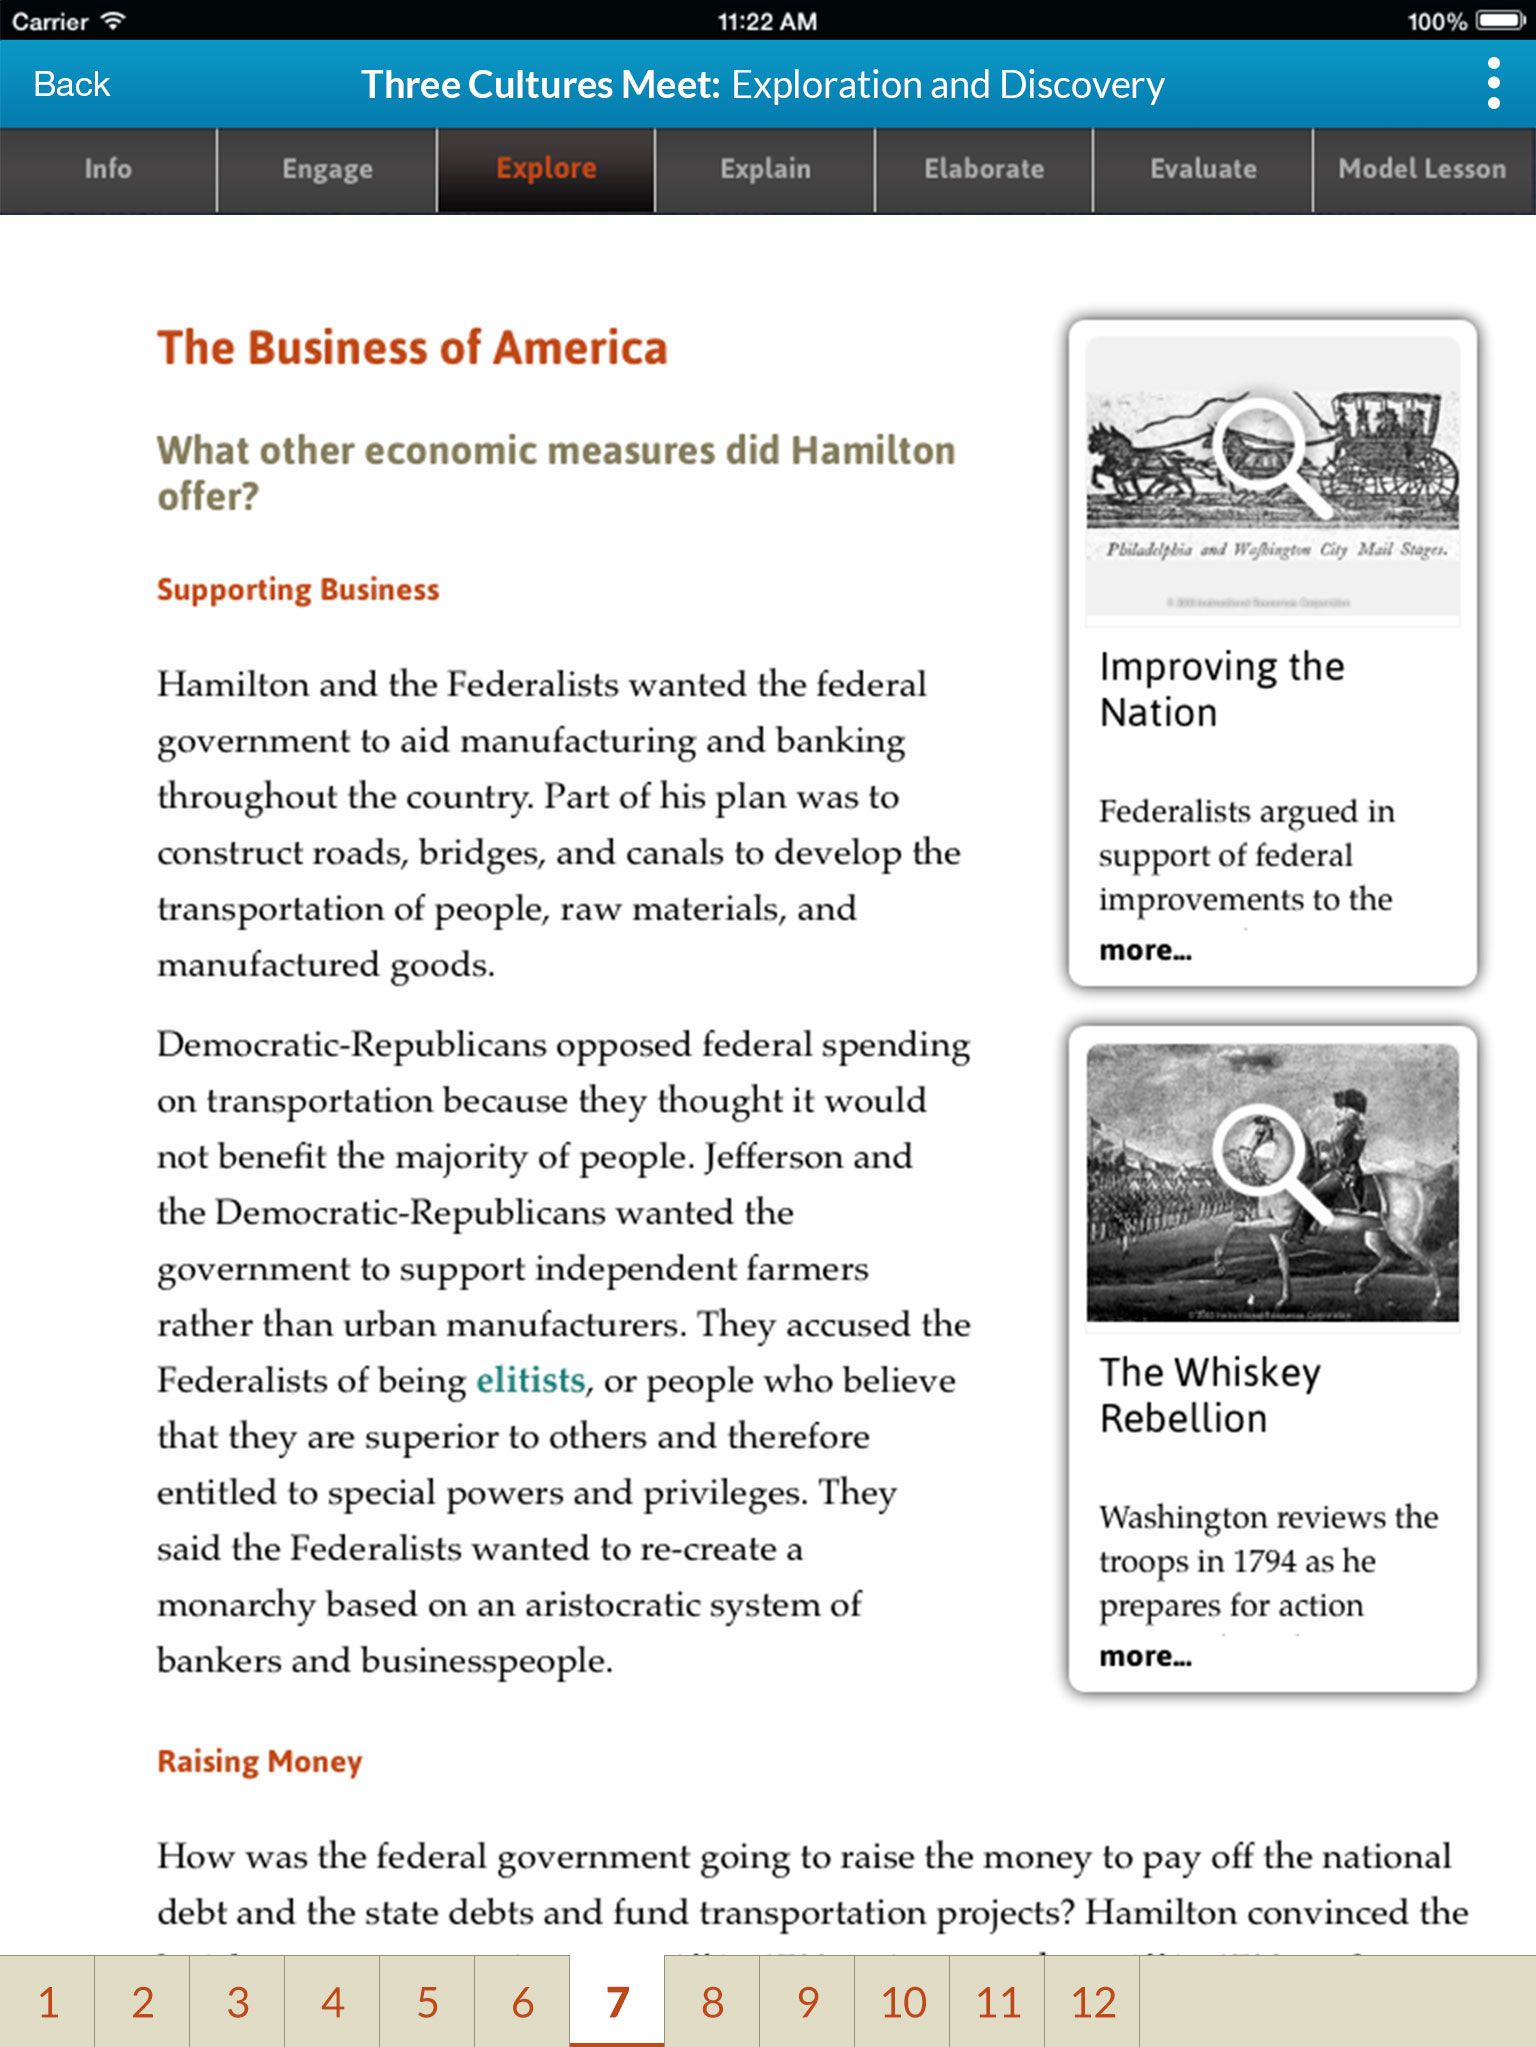 Carrier 11:22 AM 100%
Back Three Cultures Meet: Exploration and Discovery
Info Engage Explore Explain Elaborate Evaluate Model Lesson
The Business of America
What other economic measures did Hamilton
offer?
Supporting Business
Hamilton and the Federalists wanted the federal
government to aid manufacturing and banking
throughout the country. Part of his plan was to
construct roads, bridges, and canals to develop the
transportation of people, raw materials, and
manufactured goods.
Democratic-Republicans opposed federal spending
on transportation because they thought it would
not benefit the majority of people. Jefferson and
the Democratic-Republicans wanted the
government to support independent farmers
rather than urban manufacturers. They accused the
Federalists of being elitists, or people who believe
that they are superior to others and therefore
entitled to special powers and privileges. They
said the Federalists wanted to re-create a
monarchy based on an aristocratic system of
bankers and businesspeople.
Philadelphia and Waſhington City Mail Stages.
Improving the
Nation
Federalists argued in
support of federal
improvements to the
more...
The Whiskey
Rebellion
Washington reviews the
troops in 1794 as he
prepares for action
more...
Raising Money
How was the federal government going to raise the money to pay off the national
debt and the state debts and fund transportation projects? Hamilton convinced the
1 2 3 4 5 6 7 8 9 10 11 12